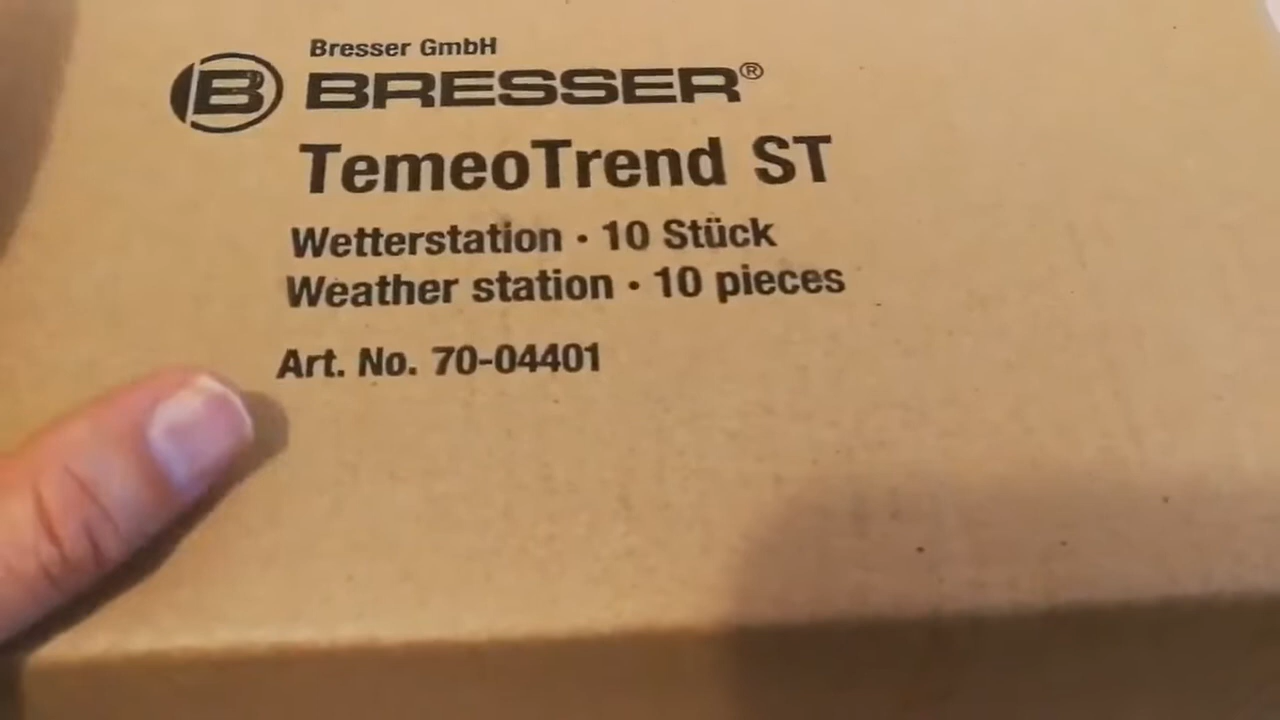 Bresser GmbH
B BRESSER®
TemeoTrend ST
Wetterstation · 10 Stück
Weather station · 10 pieces
Art. No. 70-04401